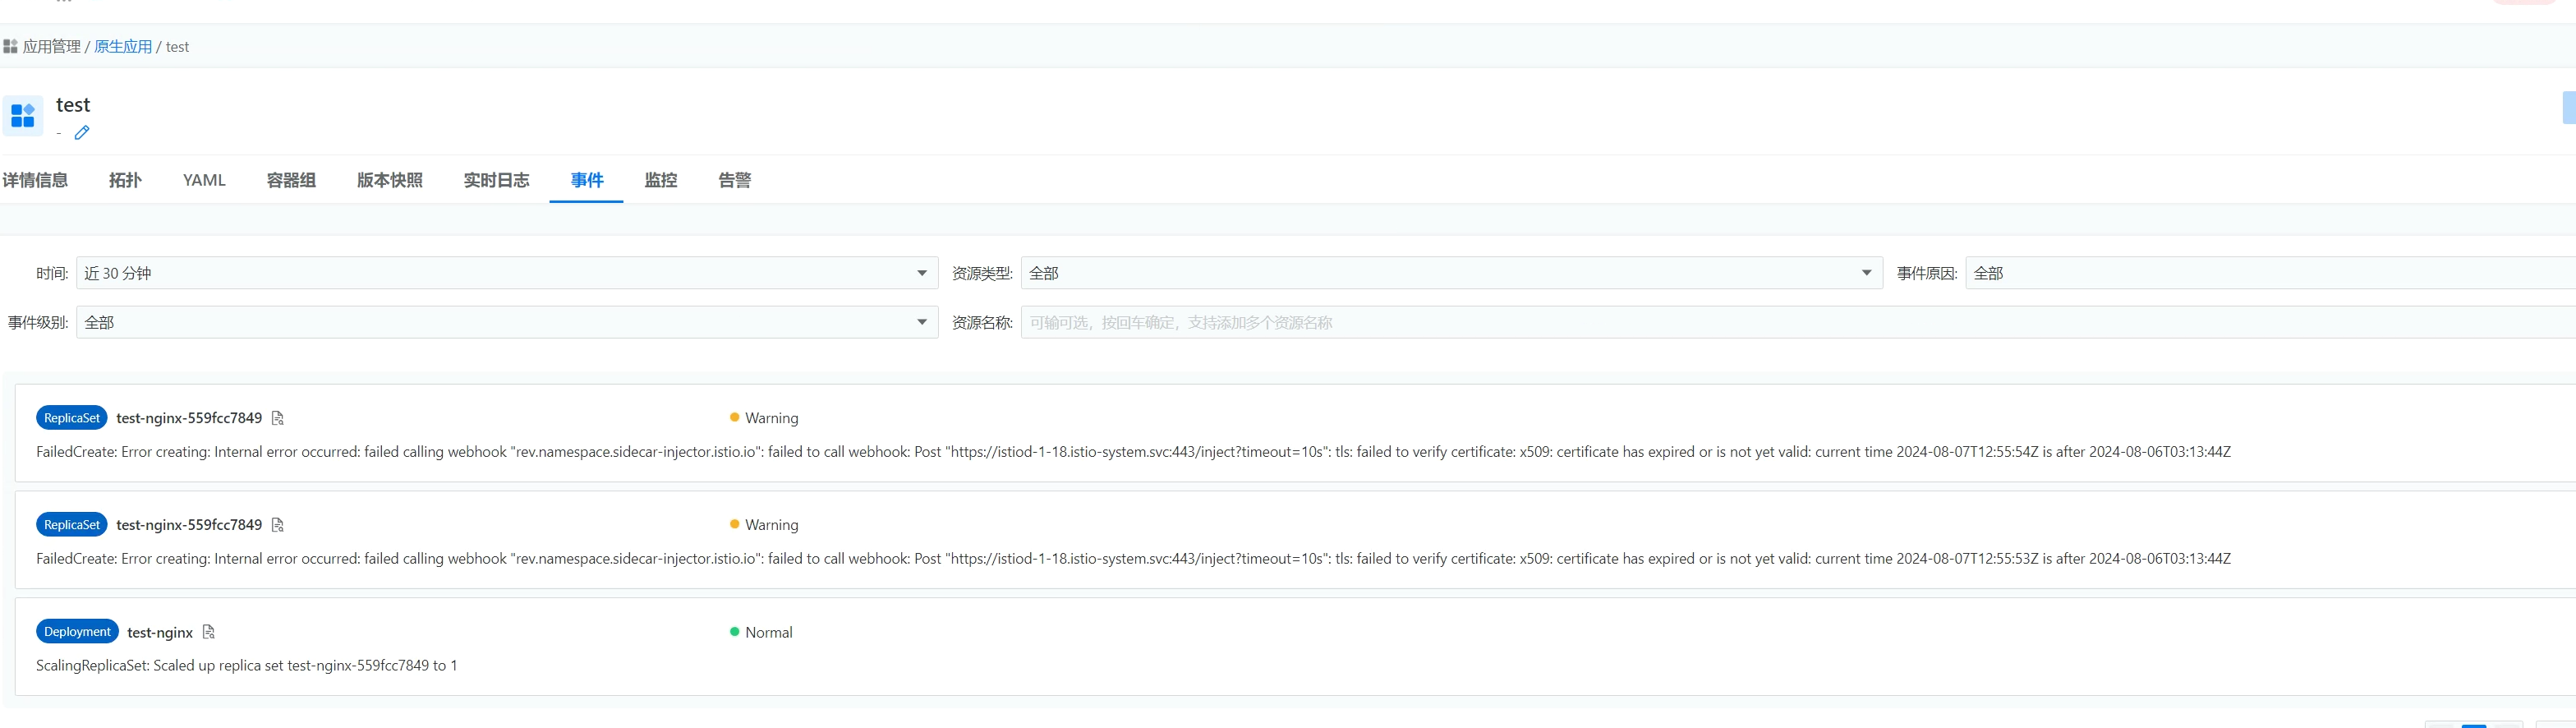 应用管理 / 原生应用 / test
test
-
详情信息 拓扑 YAML 容器组 版本快照 实时日志 事件 监控 告警
时间: 近 30 分钟 资源类型: 全部 事件原因: 全部
事件级别: 全部 资源名称: 可输可选，按回车确定，支持添加多个资源名称
ReplicaSet test-nginx-559fcc7849 Warning
FailedCreate: Error creating: Internal error occurred: failed calling webhook "rev.namespace.sidecar-injector.istio.io": failed to call webhook: Post "https://istiod-1-18.istio-system.svc:443/inject?timeout=10s": tls: failed to verify certificate: x509: certificate has expired or is not yet valid: current time 2024-08-07T12:55:54Z is after 2024-08-06T03:13:44Z
ReplicaSet test-nginx-559fcc7849 Warning
FailedCreate: Error creating: Internal error occurred: failed calling webhook "rev.namespace.sidecar-injector.istio.io": failed to call webhook: Post "https://istiod-1-18.istio-system.svc:443/inject?timeout=10s": tls: failed to verify certificate: x509: certificate has expired or is not yet valid: current time 2024-08-07T12:55:53Z is after 2024-08-06T03:13:44Z
Deployment test-nginx Normal
ScalingReplicaSet: Scaled up replica set test-nginx-559fcc7849 to 1